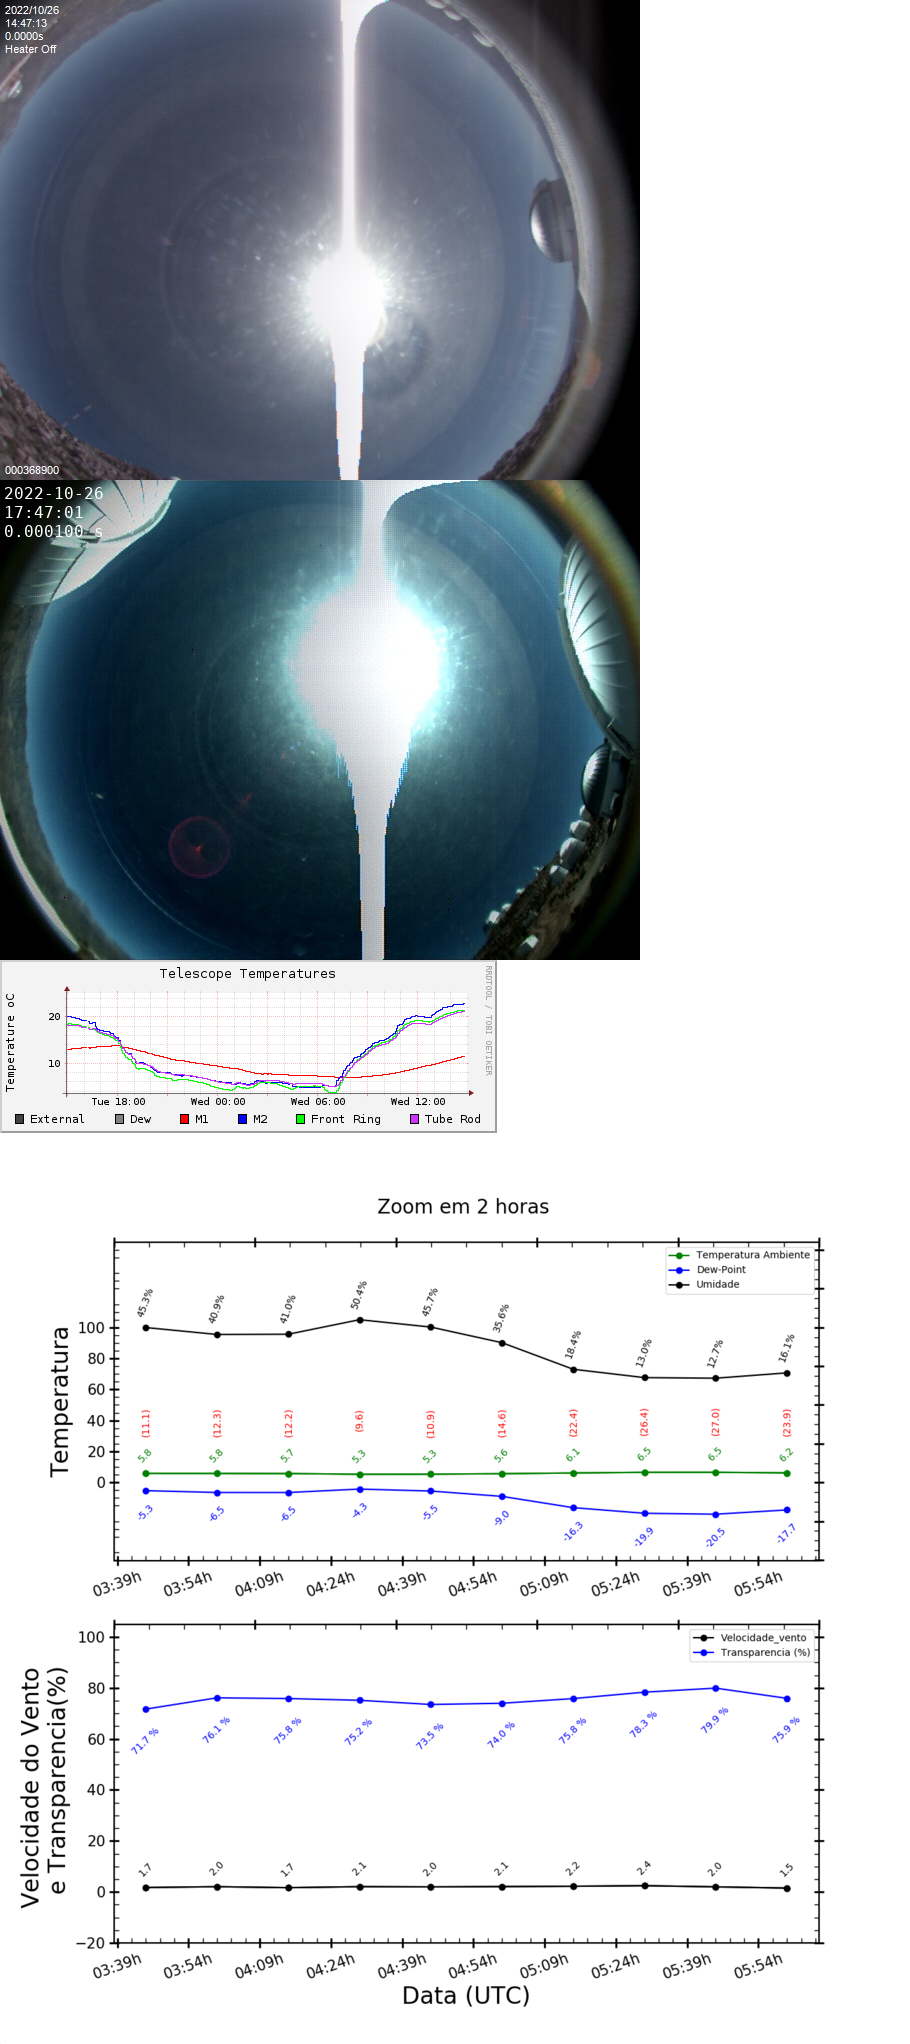 2022/10/26
14:47:13
0.0000s
Heater Off
000368900
2022-10-26
17:47:01
0.000100 s
Telescope Temperatures
RRDTOOL / TOBI OETIKER
Temperature oC
20
10
Tue 18:00 Wed 00:00 Wed 06:00 Wed 12:00
External Dew M1 M2 Front Ring Tube Rod
Zoom em 2 horas
Temperatura
Temperatura Ambiente
Dew-Point
Umidade
45.3% 40.9% 41.0% 50.4% 45.7% 35.6% 18.4% 13.0% 12.7% 16.1%
100
80
60
40
20
0
(11.1) (12.3) (12.2) (9.6) (10.9) (14.6) (22.4) (26.4) (27.0) (23.9)
5.8 5.8 5.7 5.3 5.3 5.6 6.1 6.5 6.5 6.2
-5.3 -6.5 -6.5 -4.3 -5.5 -9.0 -16.3 -19.9 -20.5 -17.7
03:39h 03:54h 04:09h 04:24h 04:39h 04:54h 05:09h 05:24h 05:39h 05:54h
Velocidade do Vento
e Transparencia(%)
Velocidade_vento
Transparencia (%)
100
80
60
40
20
0
−20
71.7 % 76.1 % 75.8 % 75.2 % 73.5 % 74.0 % 75.8 % 78.3 % 79.9 % 75.9 %
1.7 2.0 1.7 2.1 2.0 2.1 2.2 2.4 2.0 1.5
03:39h 03:54h 04:09h 04:24h 04:39h 04:54h 05:09h 05:24h 05:39h 05:54h
Data (UTC)